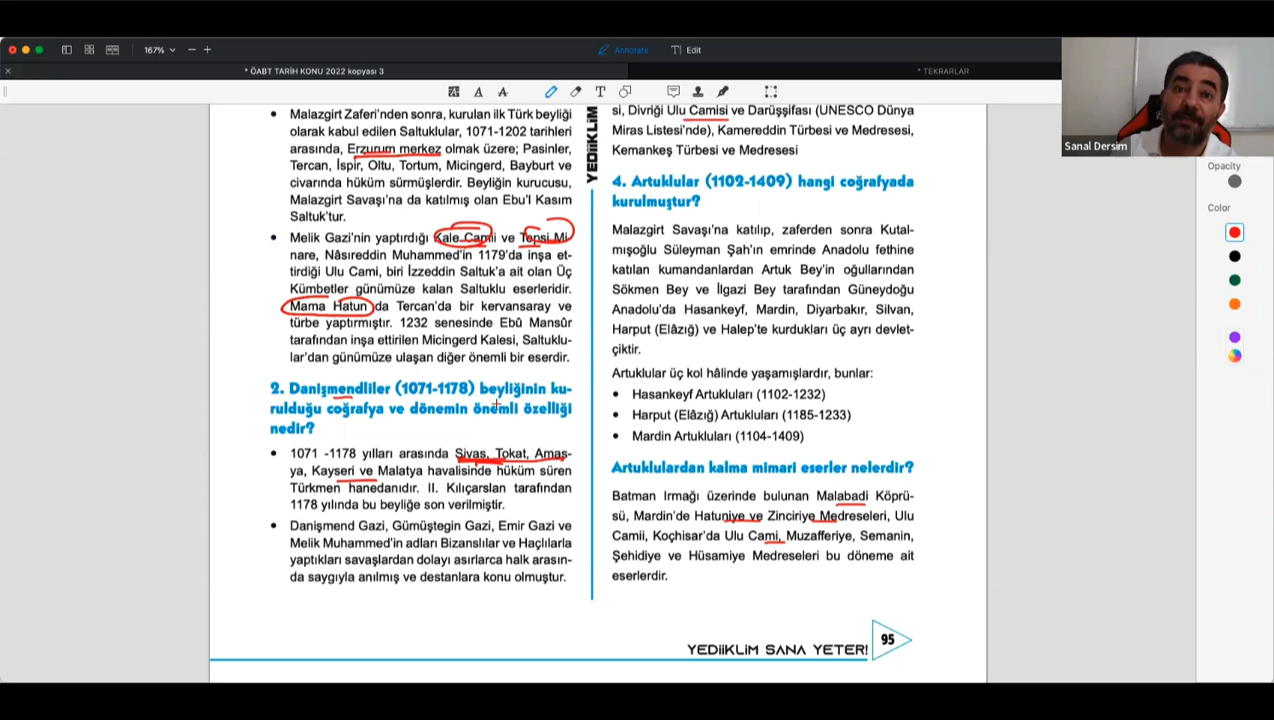 167%
Annotate
Edit
* ÖABT TARİH KONU 2022 kopyası 3
* TEKRARLAR
Sanal Dersim
Opacity
Color
• Malazgirt Zaferi'nden sonra, kurulan ilk Türk beyliği
olarak kabul edilen Saltuklular, 1071-1202 tarihleri
arasında, Erzurum merkez olmak üzere; Pasinler,
Tercan, İspir, Oltu, Tortum, Micingerd, Bayburt ve
civarında hüküm sürmüşlerdir. Beyliğin kurucusu,
Malazgirt Savaşı'na da katılmış olan Ebu'l Kasım
Saltuk'tur.
• Melik Gazi'nin yaptırdığı Kale Camii ve Tepsi Mi
nare, Nâsıreddin Muhammed'in 1179'da inşa et-
tirdiği Ulu Cami, biri İzzeddin Saltuk'a ait olan Üç
Kümbetler günümüze kalan Saltuklu eserleridir.
Mama Hatun da Tercan'da bir kervansaray ve
türbe yaptırmıştır. 1232 senesinde Ebû Mansûr
tarafından inşa ettirilen Micingerd Kalesi, Saltuklu-
lar'dan günümüze ulaşan diğer önemli bir eserdir.
2. Danişmendliler (1071-1178) beyliğinin ku-
rulduğu coğrafya ve dönemin önemli özelliği
nedir?
• 1071 -1178 yılları arasında Sivas, Tokat, Amas-
ya, Kayseri ve Malatya havalisinde hüküm süren
Türkmen hanedanıdır. II. Kılıçarslan tarafından
1178 yılında bu beyliğe son verilmiştir.
• Danişmend Gazi, Gümüştegin Gazi, Emir Gazi ve
Melik Muhammed'in adları Bizanslılar ve Haçlılarla
yaptıkları savaşlardan dolayı asırlarca halk arasın-
da saygıyla anılmış ve destanlara konu olmuştur.
YEDİİKLİM
si, Divriği Ulu Camisi ve Darüşşifası (UNESCO Dünya
Miras Listesi'nde), Kamereddin Türbesi ve Medresesi,
Kemankeş Türbesi ve Medresesi
4. Artuklular (1102-1409) hangi coğrafyada
kurulmuştur?
Malazgirt Savaşı'na katılıp, zaferden sonra Kutal-
mışoğlu Süleyman Şah'ın emrinde Anadolu fethine
katılan kumandanlardan Artuk Bey'in oğullarından
Sökmen Bey ve İlgazi Bey tarafından Güneydoğu
Anadolu'da Hasankeyf, Mardin, Diyarbakır, Silvan,
Harput (Elâzığ) ve Halep'te kurdukları üç ayrı devlet-
çiktir.
Artuklular üç kol hâlinde yaşamışlardır, bunlar:
• Hasankeyf Artukluları (1102-1232)
• Harput (Elâzığ) Artukluları (1185-1233)
• Mardin Artukluları (1104-1409)
Artuklulardan kalma mimari eserler nelerdir?
Batman Irmağı üzerinde bulunan Malabadi Köprü-
sü, Mardin'de Hatuniye ve Zinciriye Medreseleri, Ulu
Camii, Koçhisar'da Ulu Cami, Muzafferiye, Semanin,
Şehidiye ve Hüsamiye Medreseleri bu döneme ait
eserlerdir.
YEDİİKLİM SANA YETER!
95